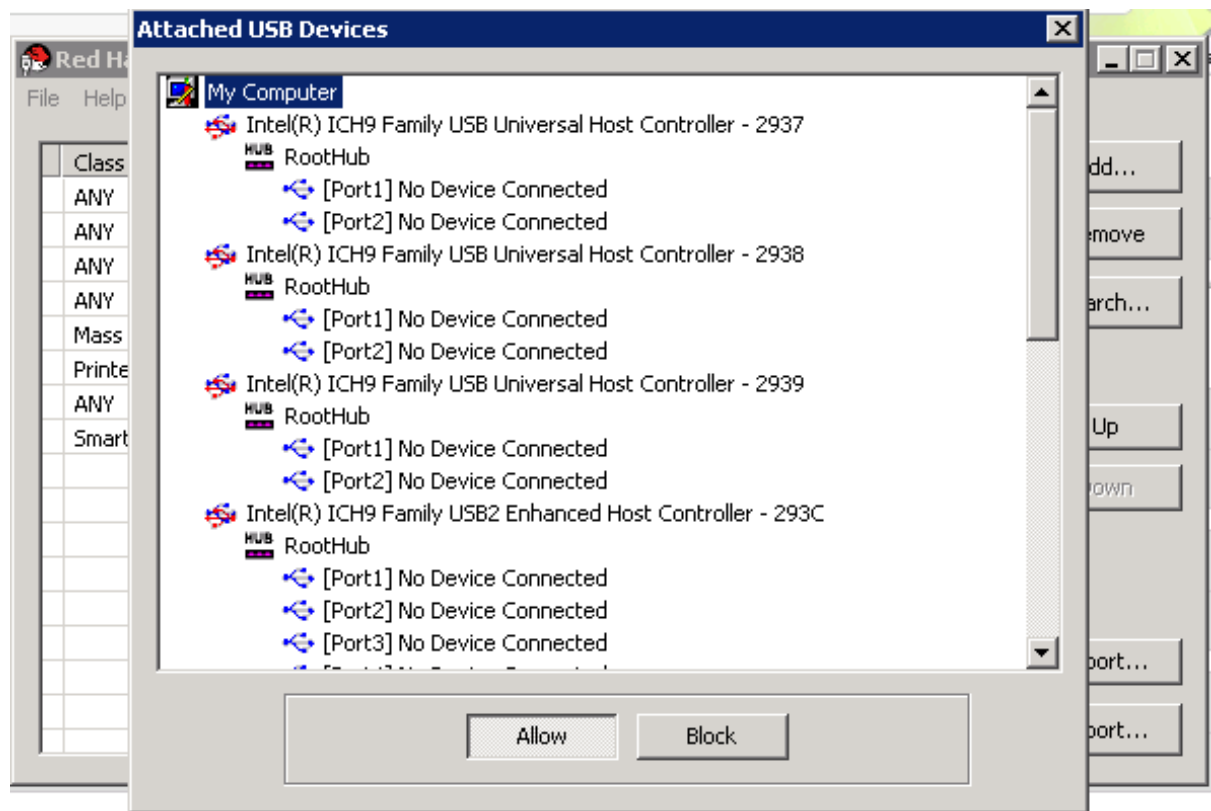 Attached USB Devices
Red Ha
File Help
My Computer
Intel(R) ICH9 Family USB Universal Host Controller - 2937
HUB RootHub
[Port1] No Device Connected
[Port2] No Device Connected
Intel(R) ICH9 Family USB Universal Host Controller - 2938
HUB RootHub
[Port1] No Device Connected
[Port2] No Device Connected
Intel(R) ICH9 Family USB Universal Host Controller - 2939
HUB RootHub
[Port1] No Device Connected
[Port2] No Device Connected
Intel(R) ICH9 Family USB2 Enhanced Host Controller - 293C
HUB RootHub
[Port1] No Device Connected
[Port2] No Device Connected
[Port3] No Device Connected
Allow
Block
Class
ANY
ANY
ANY
ANY
Mass
Printe
ANY
Smart
dd...
emove
arch...
Up
own
port...
port...